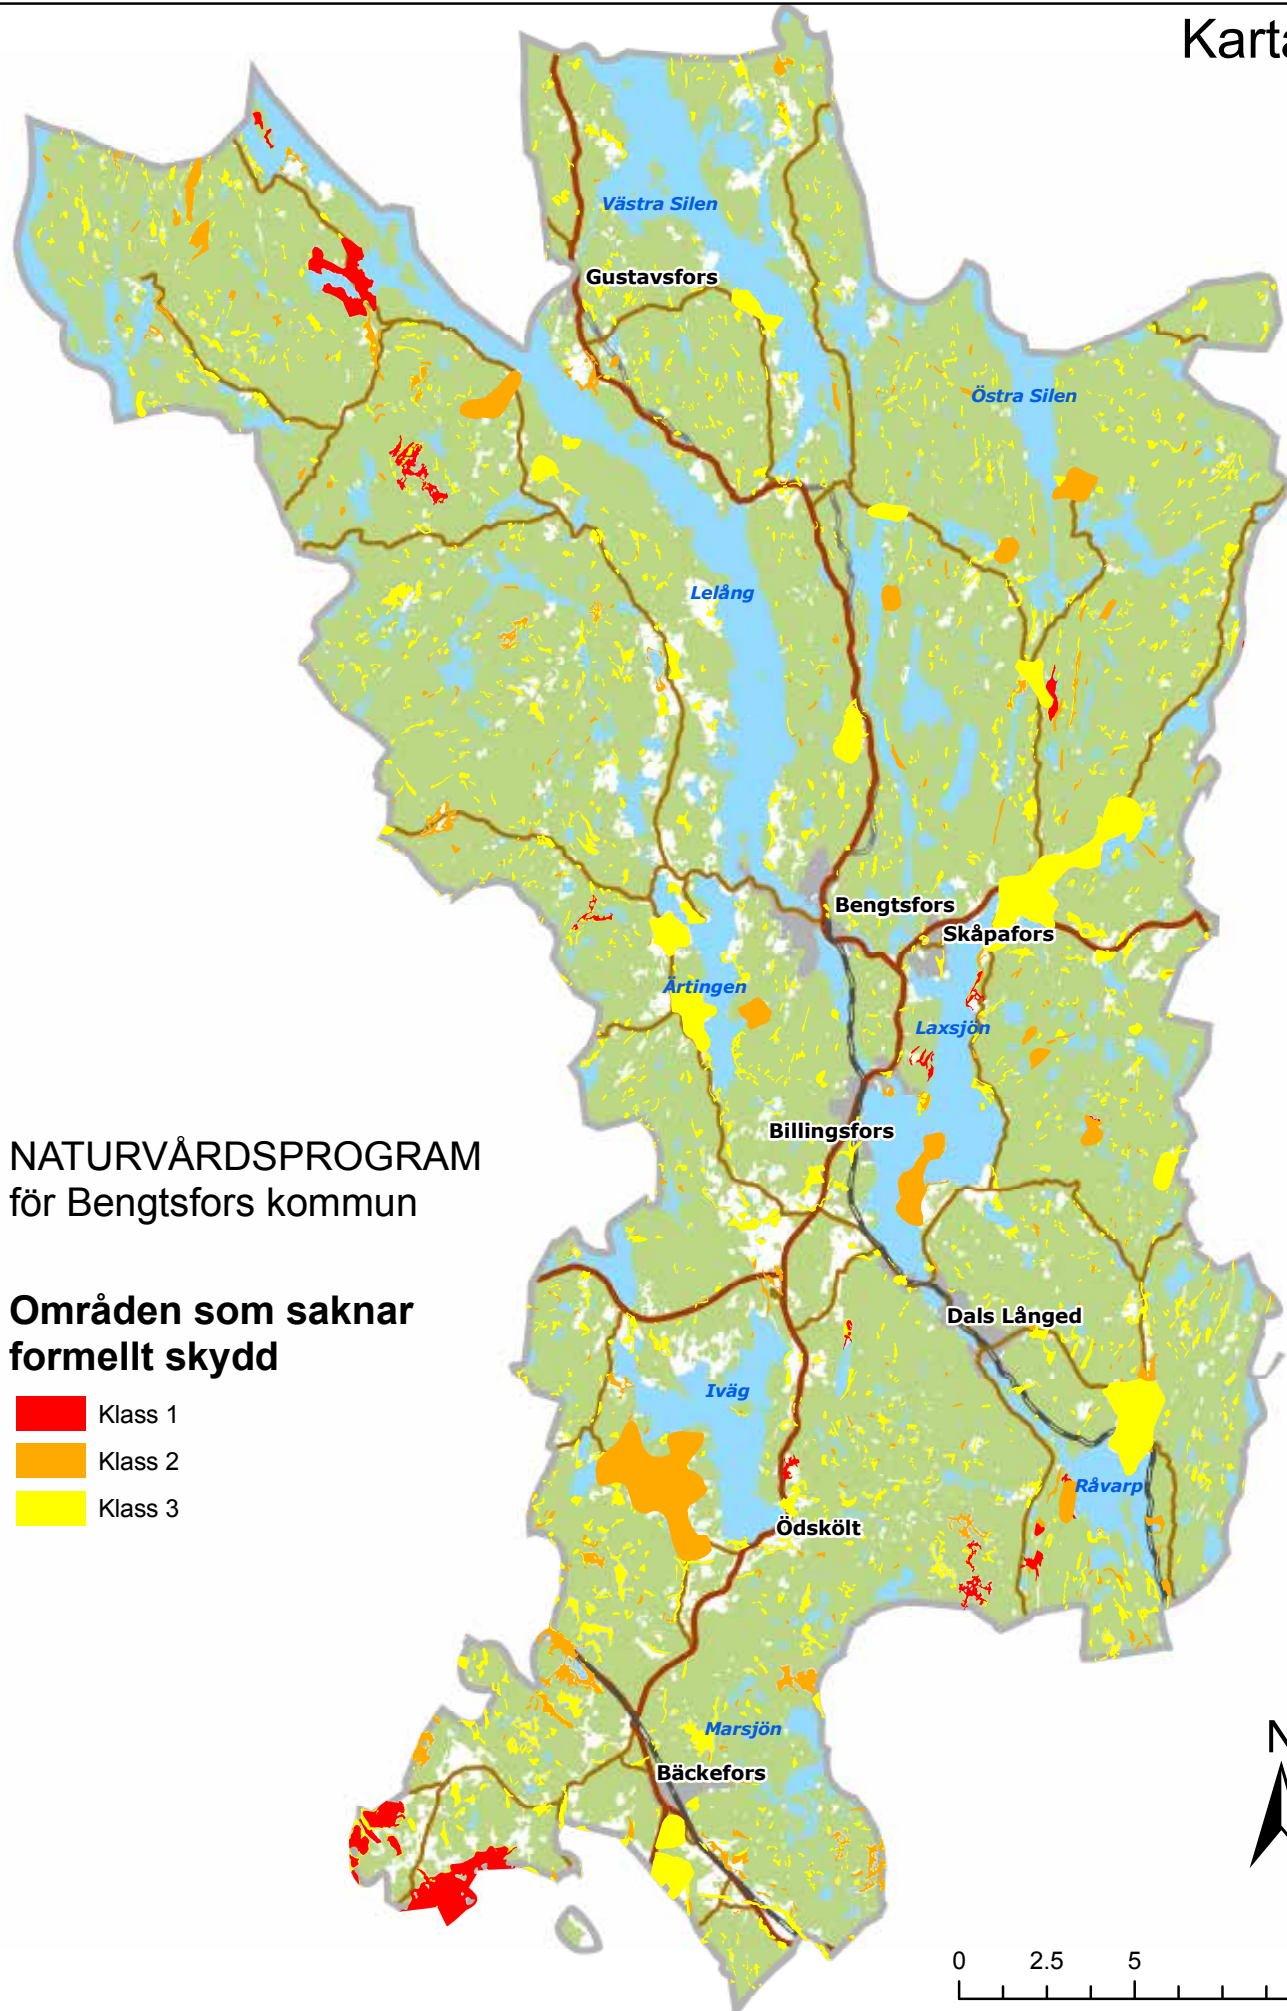 Karta
Västra Silen
Gustavsfors
Östra Silen
Lelång
Bengtsfors
Skåpafors
Ärtingen
Laxsjön
Billingsfors
NATURVÅRDSPROGRAM
för Bengtsfors kommun
Områden som saknar
formellt skydd
Klass 1
Klass 2
Klass 3
Dals Långed
Iväg
Råvarp
Ödskölt
Marsjön
Bäckefors
N
0 2.5 5